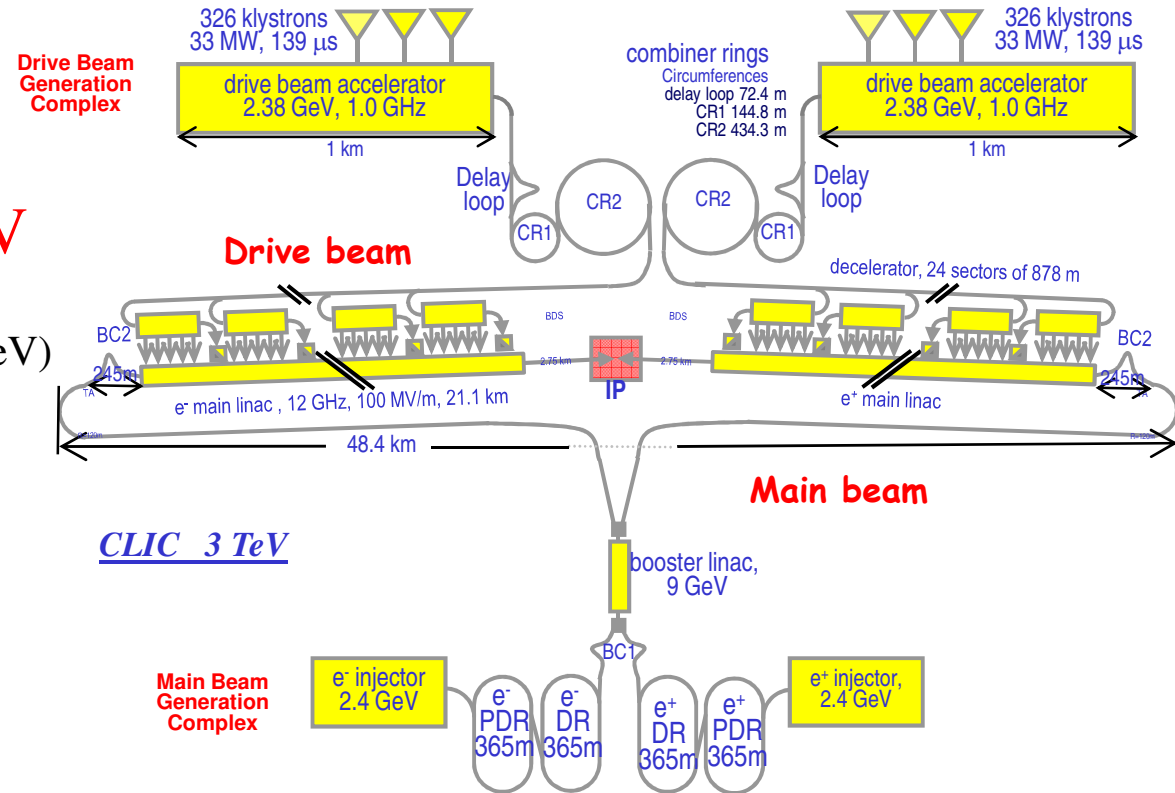 326 klystrons
33 MW, 139 μs
Drive Beam
Generation
Complex
drive beam accelerator
2.38 GeV, 1.0 GHz
1 km
combiner rings
Circumferences
delay loop 72.4 m
CR1 144.8 m
CR2 434.3 m
326 klystrons
33 MW, 139 μs
drive beam accelerator
2.38 GeV, 1.0 GHz
1 km
Delay
loop
CR1
CR2
CR2
CR1
Delay
loop
V
Drive beam
decelerator, 24 sectors of 878 m
BC2
BDS
BDS
BC2
eV)
245m
TA
2.75 km
IP
2.75 km
245m
TA
e⁻ main linac , 12 GHz, 100 MV/m, 21.1 km
e⁺ main linac
R=120m
48.4 km
R=120m
Main beam
CLIC 3 TeV
booster linac,
9 GeV
BC1
Main Beam
Generation
Complex
e⁻ injector
2.4 GeV
e⁻
PDR
365m
e⁻
DR
365m
e⁺
DR
365m
e⁺
PDR
365m
e⁺ injector,
2.4 GeV